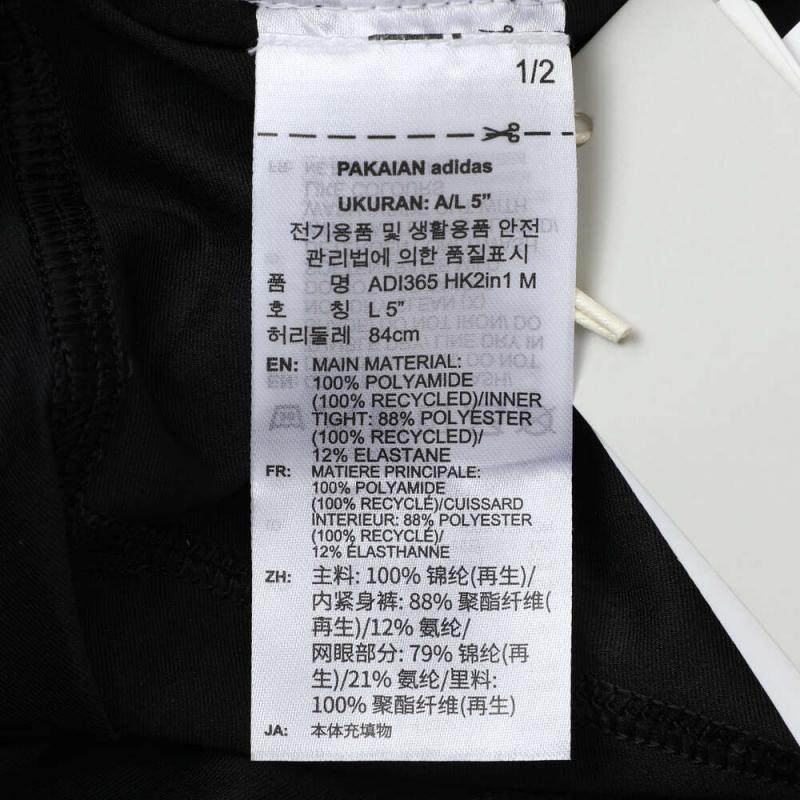 1/2
PAKAIAN adidas
UKURAN: A/L 5"
전기용품 및 생활용품 안전
관리법에 의한 품질표시
품 명 ADI365 HK2in1 M
호 칭 L 5"
허리둘레 84cm
EN: MAIN MATERIAL:
100% POLYAMIDE
(100% RECYCLED)/INNER
TIGHT: 88% POLYESTER
(100% RECYCLED)/
12% ELASTANE
FR: MATIERE PRINCIPALE:
100% POLYAMIDE
(100% RECYCLÉ)/CUISSARD
INTERIEUR: 88% POLYESTER
(100% RECYCLÉ)/
12% ÉLASTHANNE
ZH: 主料: 100% 锦纶(再生)/
内紧身裤: 88% 聚酯纤维(
再生)/12% 氨纶/
网眼部分: 79% 锦纶(再
生)/21% 氨纶/里料:
100% 聚酯纤维(再生)
JA: 本体充填物